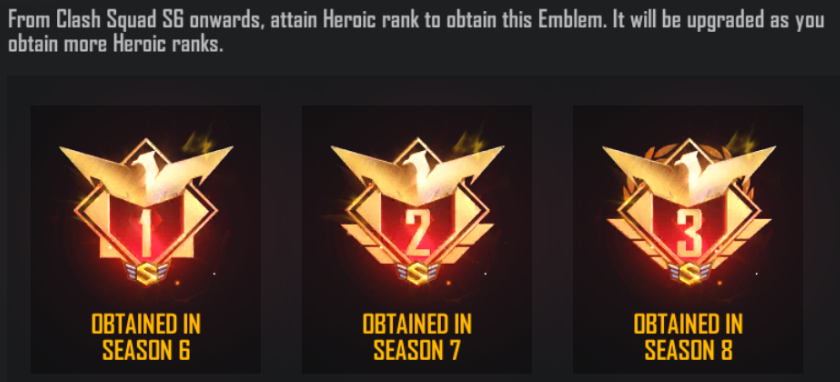 From Clash Squad S6 onwards, attain Heroic rank to obtain this Emblem. It will be upgraded as you
obtain more Heroic ranks.
1
2
3
S
S
S
OBTAINED IN
SEASON 6
OBTAINED IN
SEASON 7
OBTAINED IN
SEASON 8